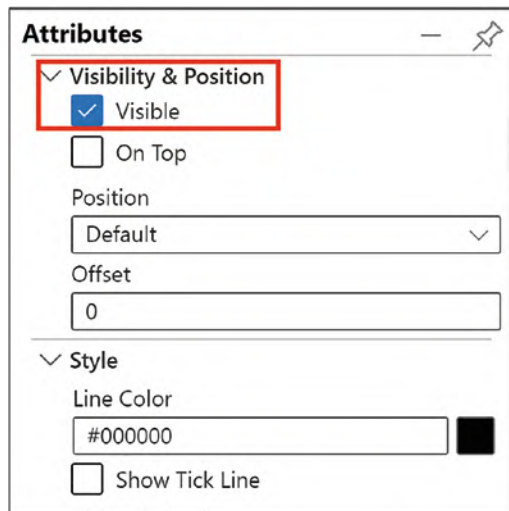 Attributes
Visibility & Position
Visible
On Top
Position
Default
Offset
0
Style
Line Color
#000000
Show Tick Line